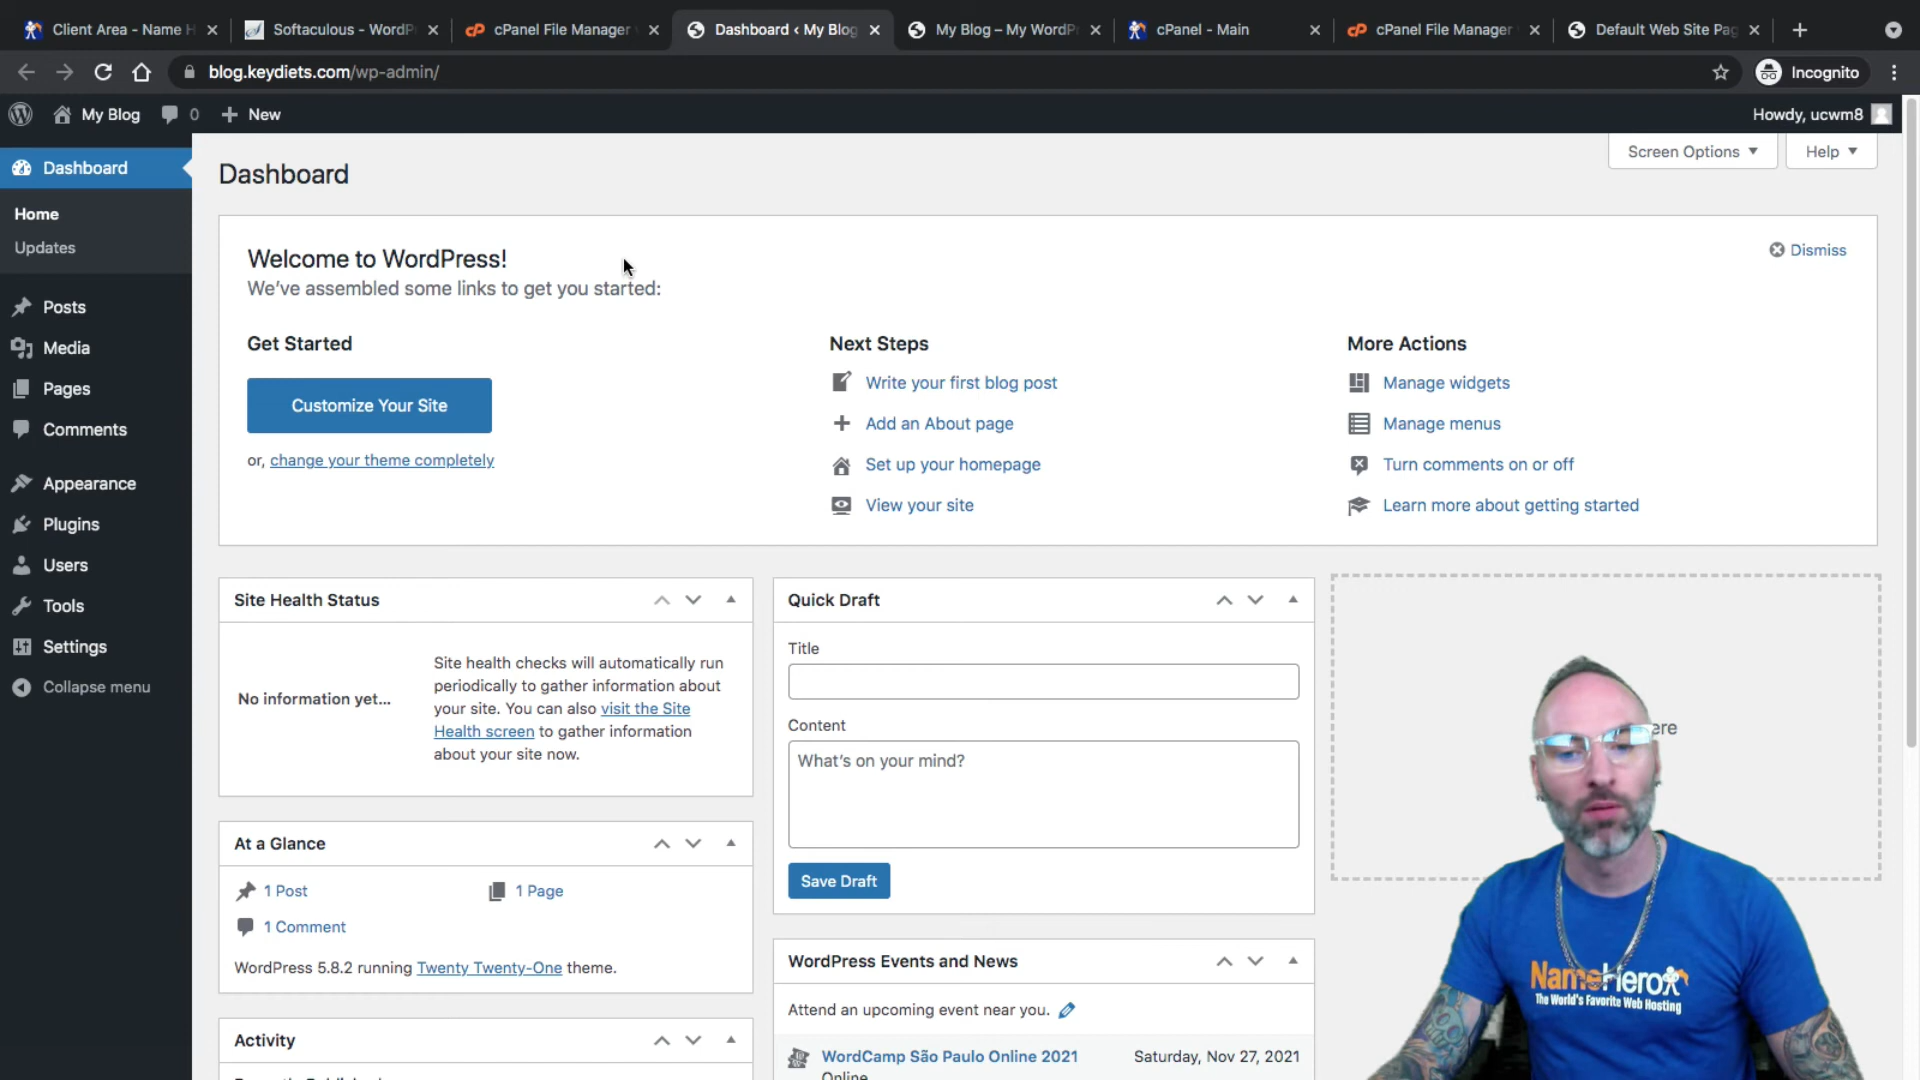 Client Area - Name H
Softaculous - WordP
cPanel File Manager
Dashboard ‹ My Blog
My Blog – My WordP
cPanel - Main
cPanel File Manager
Default Web Site Pag
blog.keydiets.com/wp-admin/
Incognito
My Blog
0
New
Howdy, ucwm8
Dashboard
Home
Updates
Posts
Media
Pages
Comments
Appearance
Plugins
Users
Tools
Settings
Collapse menu
Dashboard
Screen Options
Help
Welcome to WordPress!
We've assembled some links to get you started:
Dismiss
Get Started
Customize Your Site
or, change your theme completely
Next Steps
Write your first blog post
Add an About page
Set up your homepage
View your site
More Actions
Manage widgets
Manage menus
Turn comments on or off
Learn more about getting started
Site Health Status
No information yet...
Site health checks will automatically run
periodically to gather information about
your site. You can also visit the Site
Health screen to gather information
about your site now.
At a Glance
1 Post
1 Page
1 Comment
WordPress 5.8.2 running Twenty Twenty-One theme.
Activity
Quick Draft
Title
Content
What's on your mind?
Save Draft
WordPress Events and News
Attend an upcoming event near you.
WordCamp São Paulo Online 2021
Saturday, Nov 27, 2021
Online
NameHero
The World's Favorite Web Hosting